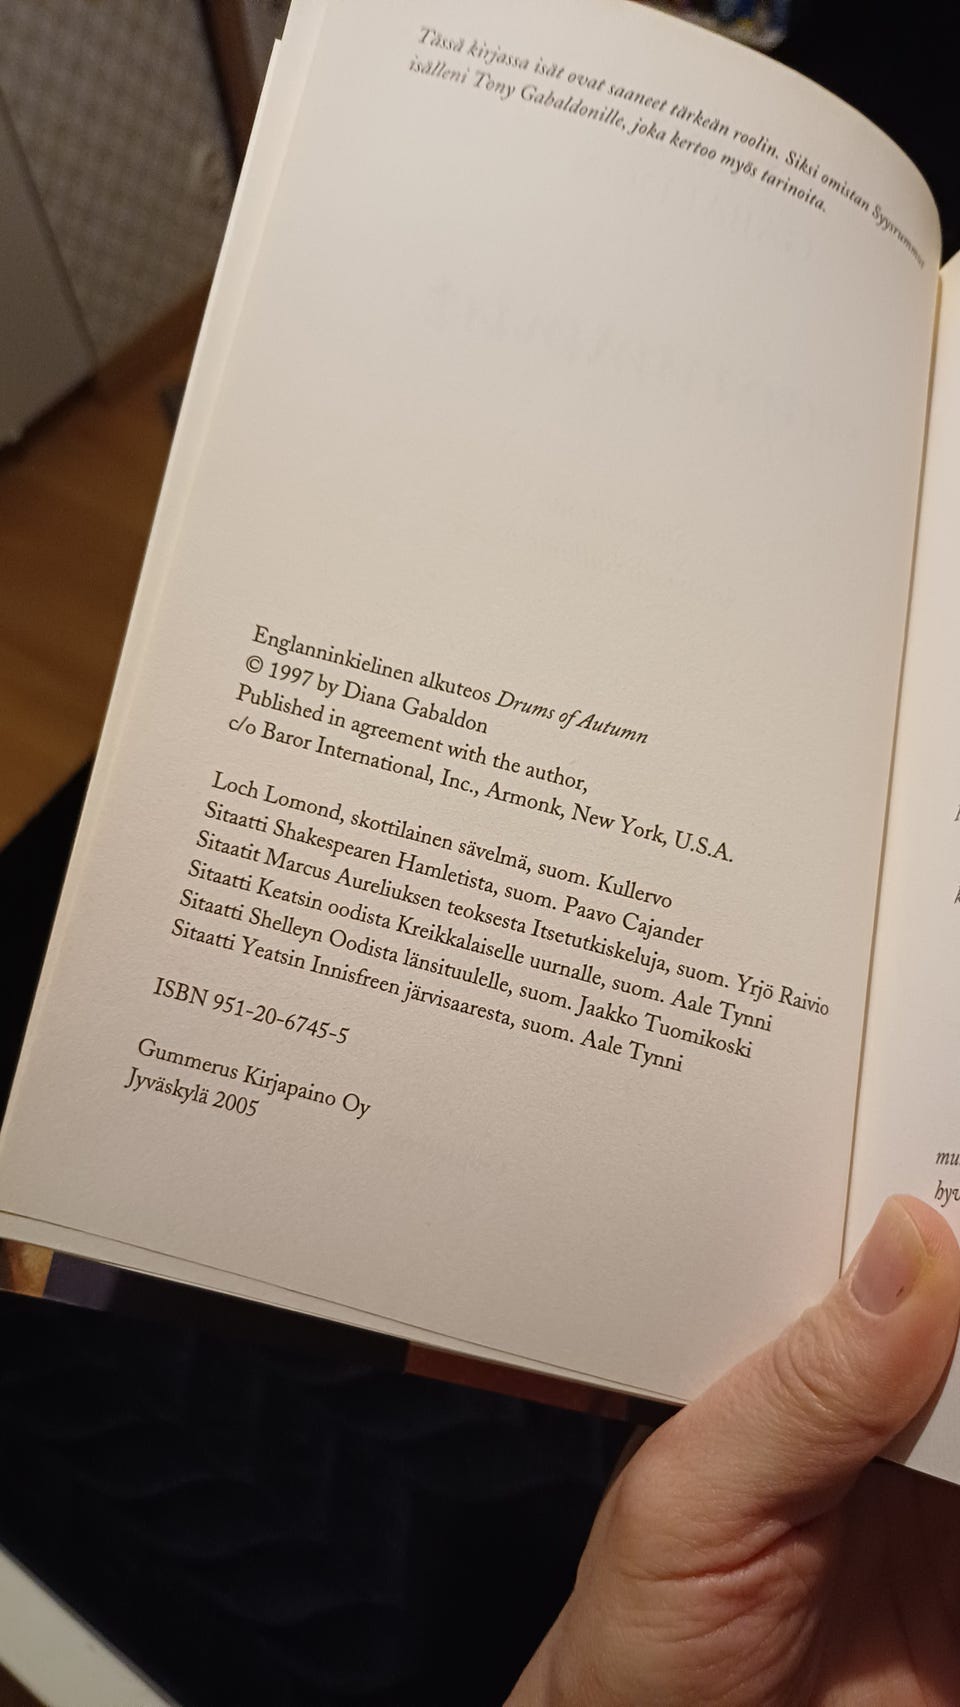 Tässä kirjassa isät ovat saaneet tärkeän roolin. Siksi omistan Syysrummut
isälleni Tony Gabaldonille, joka kertoo myös tarinoita.
Englanninkielinen alkuteos Drums of Autumn
© 1997 by Diana Gabaldon
Published in agreement with the author,
c/o Baror International, Inc., Armonk, New York, U.S.A.
Loch Lomond, skottilainen sävelmä, suom. Kullervo
Sitaatti Shakespearen Hamletista, suom. Paavo Cajander
Sitaatit Marcus Aureliuksen teoksesta Itsetutkiskeluja, suom. Yrjö Raivio
Sitaatti Keatsin oodista Kreikkalaiselle uurnalle, suom. Aale Tynni
Sitaatti Shelleyn Oodista länsituulelle, suom. Jaakko Tuomikoski
Sitaatti Yeatsin Innisfreen järvisaaresta, suom. Aale Tynni
ISBN 951-20-6745-5
Gummerus Kirjapaino Oy
Jyväskylä 2005